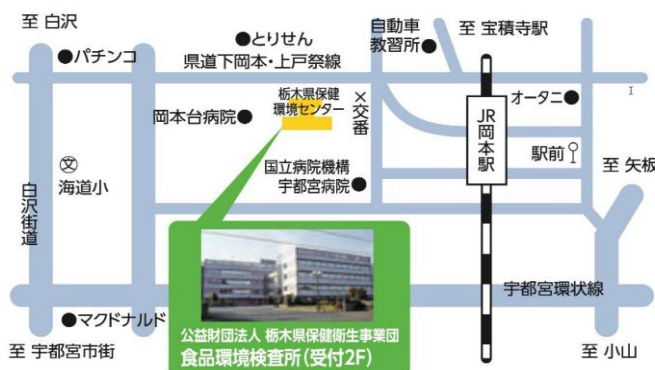 至 白沢
パチンコ
とりせん
県道下岡本・上戸祭線
自動車
教習所
至 宝積寺駅
栃木県保健
環境センター
岡本台病院
交番
JR岡本駅
オータニ
駅前
至 矢板
文
海道小
白沢街道
国立病院機構
宇都宮病院
宇都宮環状線
マクドナルド
公益財団法人 栃木県保健衛生事業団
食品環境検査所(受付2F)
至 宇都宮市街
至 小山